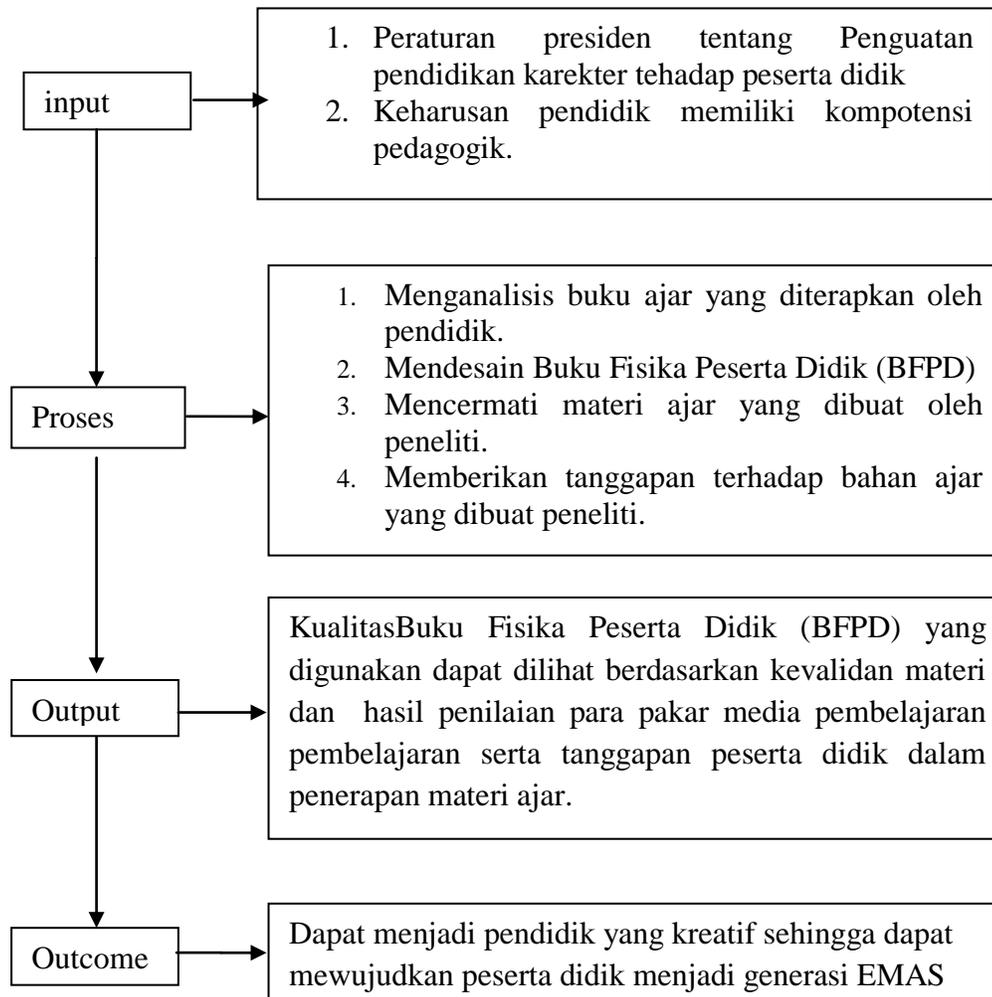 input
1. Peraturan presiden tentang Penguatan
pendidikan karekter tehadap peserta didik
2. Keharusan pendidik memiliki kompotensi
pedagogik.
Proses
1. Menganalisis buku ajar yang diterapkan oleh
pendidik.
2. Mendesain Buku Fisika Peserta Didik (BFPD)
3. Mencermati materi ajar yang dibuat oleh
peneliti.
4. Memberikan tanggapan terhadap bahan ajar
yang dibuat peneliti.
Output
KualitasBuku Fisika Peserta Didik (BFPD) yang
digunakan dapat dilihat berdasarkan kevalidan materi
dan hasil penilaian para pakar media pembelajaran
pembelajaran serta tanggapan peserta didik dalam
penerapan materi ajar.
Outcome
Dapat menjadi pendidik yang kreatif sehingga dapat
mewujudkan peserta didik menjadi generasi EMAS